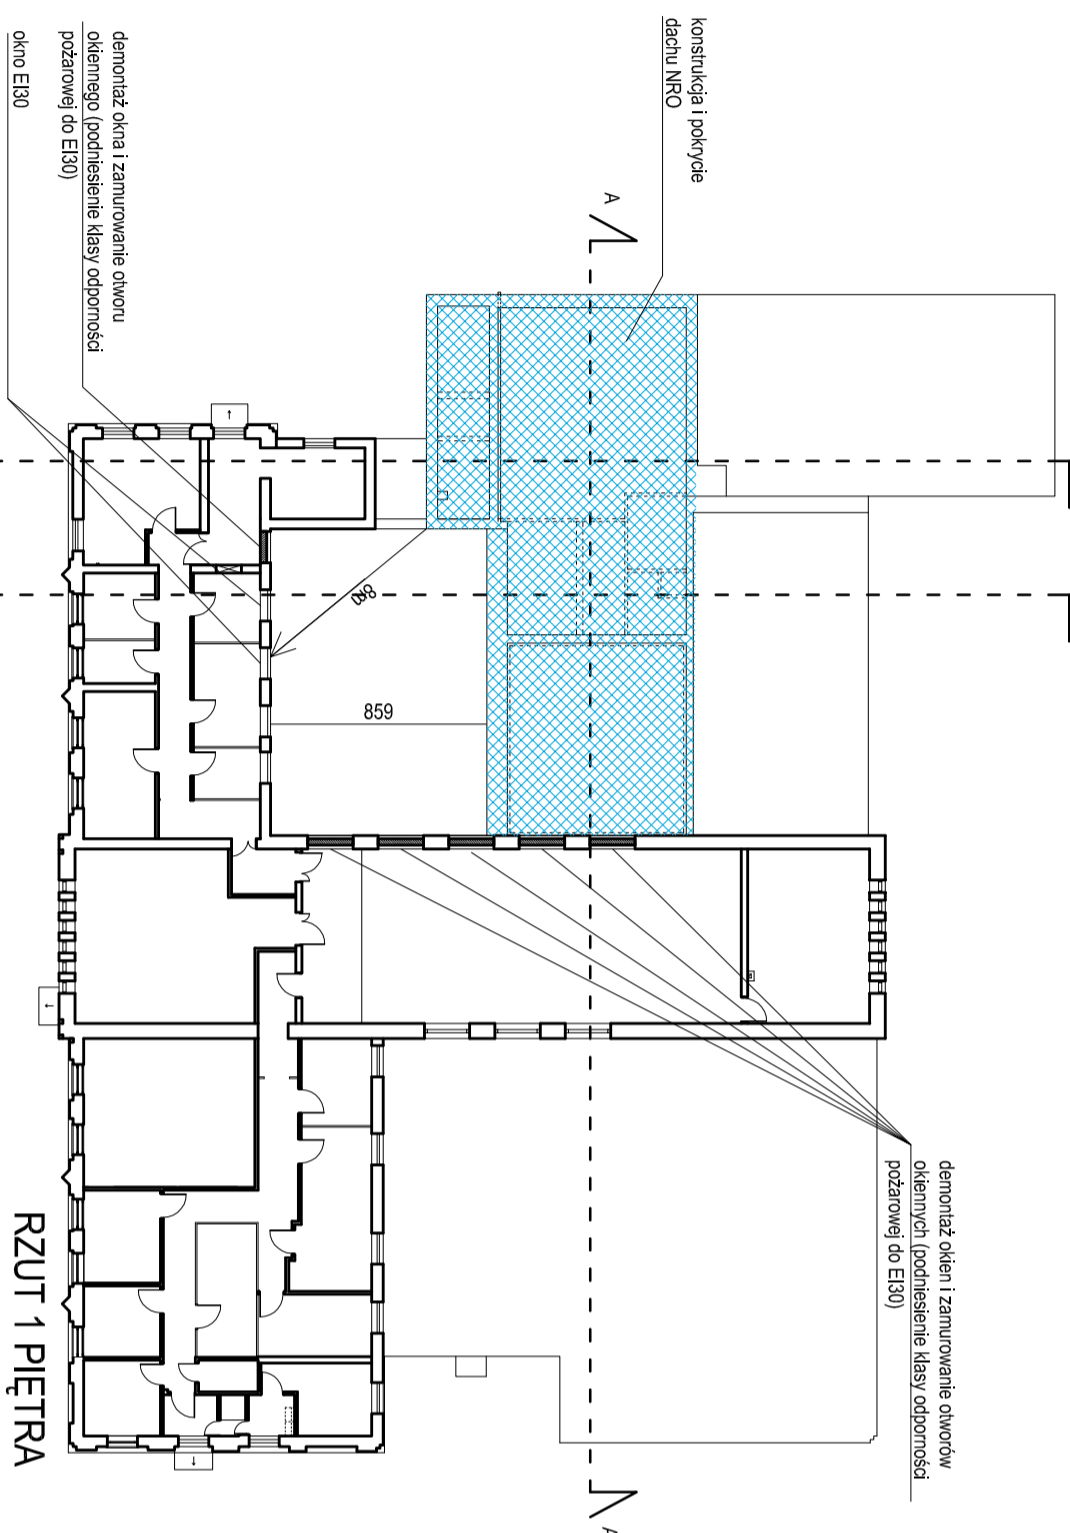 konstrukcja i pokrycie
dachu NRO
demontaż okna i zamurowanie otworu
okiennego (podniesienie klasy odporności
pożarowej do EI30)
okno EI30
A
8m
859
demontaż okien i zamurowanie otworów
okiennych (podniesienie klasy odporności
pożarowej do EI30)
A
RZUT 1 PIĘTRA